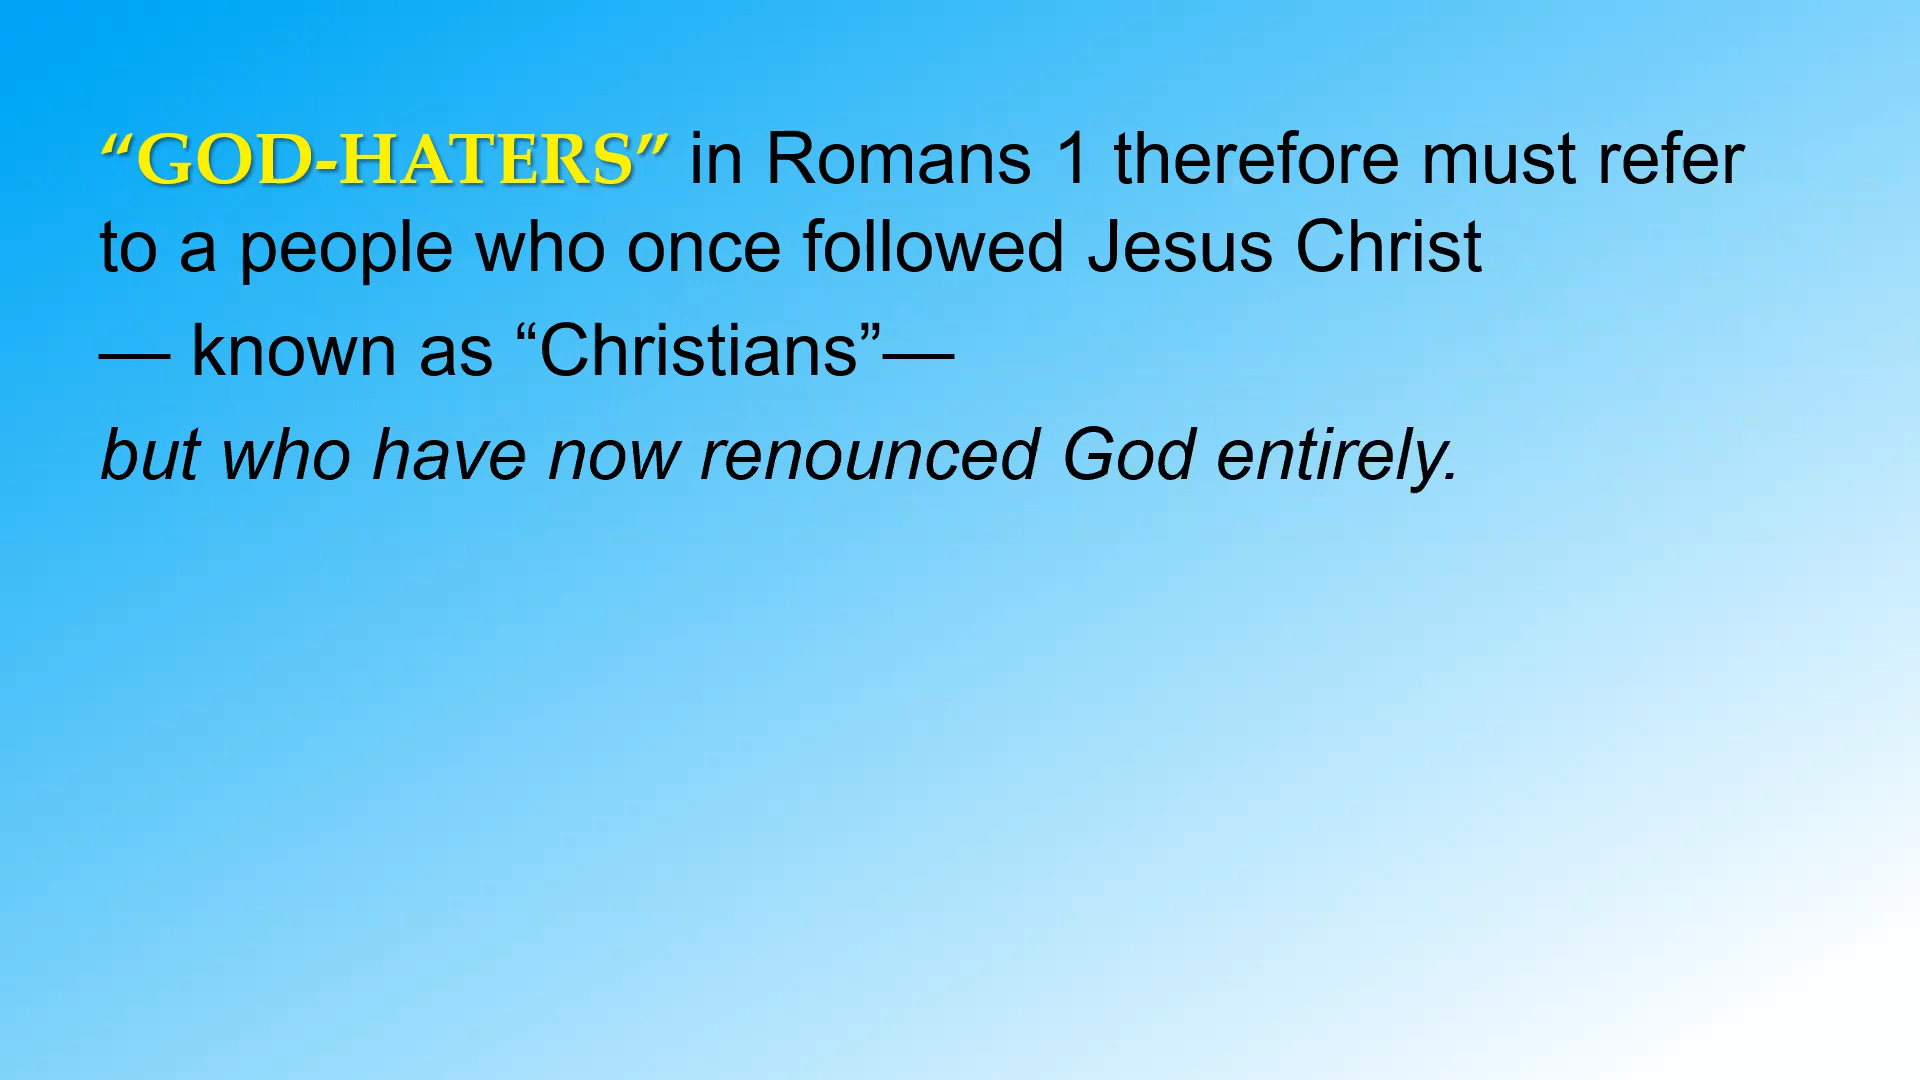 “GOD-HATERS” in Romans 1 therefore must refer
to a people who once followed Jesus Christ
— known as “Christians”—
but who have now renounced God entirely.